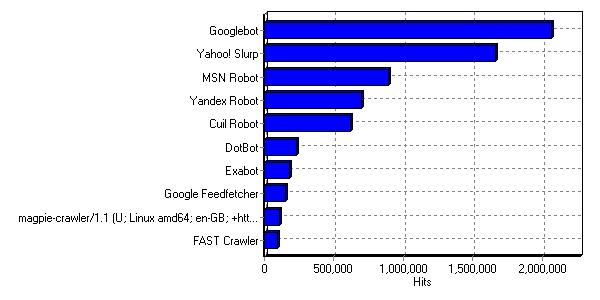 Googlebot
Yahoo! Slurp
MSN Robot
Yandex Robot
Cuil Robot
DotBot
Exabot
Google Feedfetcher
magpie-crawler/1.1 (U; Linux amd64; en-GB; +htt...
FAST Crawler
0 500,000 1,000,000 1,500,000 2,000,000
Hits